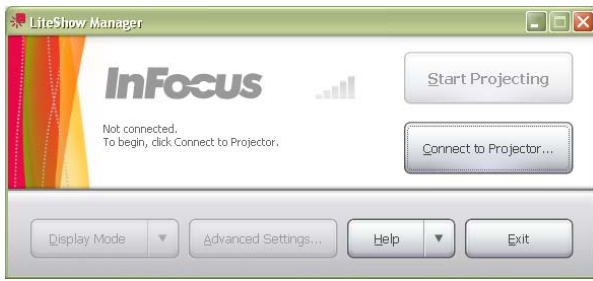 LiteShow Manager
InFocus
Start Projecting
Not connected.
To begin, click Connect to Projector.
Connect to Projector...
Display Mode
Advanced Settings...
Help
Exit